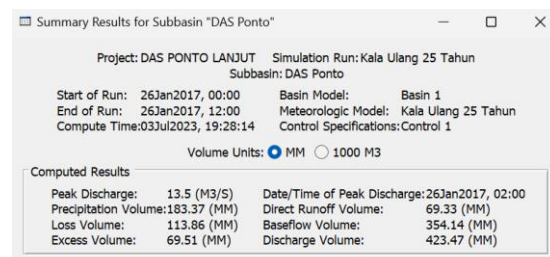 Summary Results for Subbasin "DAS Ponto"
Project: DAS PONTO LANJUT Simulation Run: Kala Ulang 25 Tahun
Subbasin: DAS Ponto
Start of Run: 26Jan2017, 00:00 Basin Model: Basin 1
End of Run: 26Jan2017, 12:00 Meteorologic Model: Kala Ulang 25 Tahun
Compute Time:03Jul2023, 19:28:14 Control Specifications:Control 1
Volume Units: MM 1000 M3
Computed Results
Peak Discharge: 13.5 (M3/S) Date/Time of Peak Discharge:26Jan2017, 02:00
Precipitation Volume:183.37 (MM) Direct Runoff Volume: 69.33 (MM)
Loss Volume: 113.86 (MM) Baseflow Volume: 354.14 (MM)
Excess Volume: 69.51 (MM) Discharge Volume: 423.47 (MM)